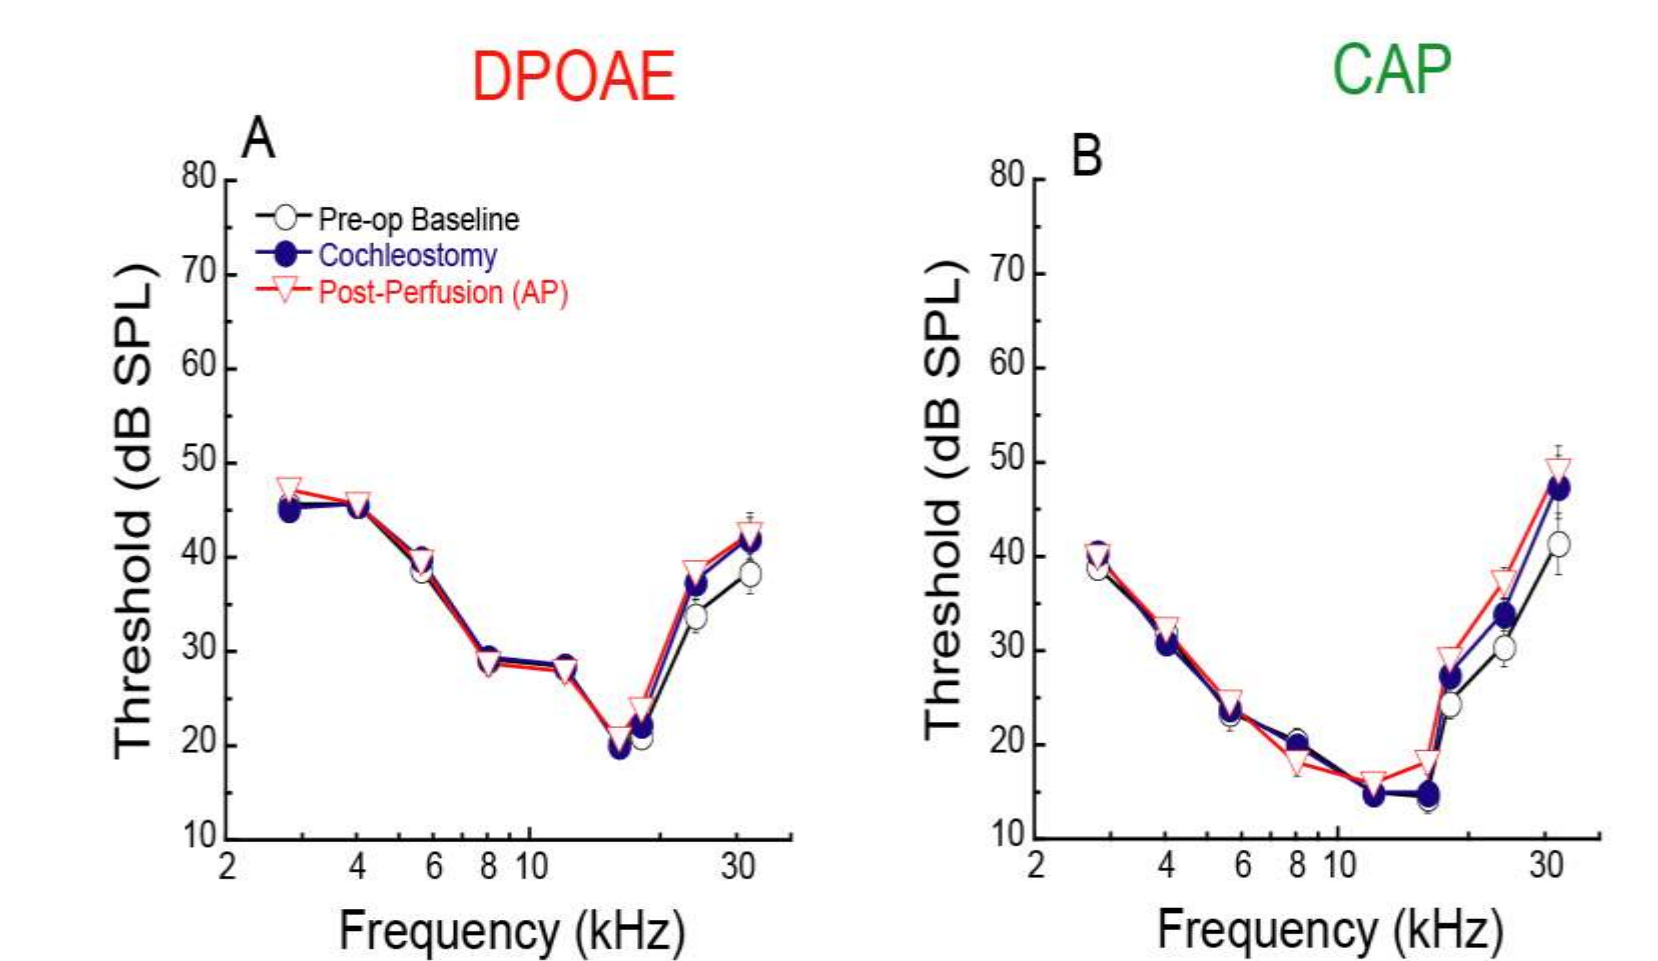 DPOAE
CAP
A
B
80
70
60
50
40
30
20
10
Threshold (dB SPL)
Pre-op Baseline
Cochleostomy
Post-Perfusion (AP)
2 4 6 8 10 30
Frequency (kHz)
80
70
60
50
40
30
20
10
Threshold (dB SPL)
2 4 6 8 10 30
Frequency (kHz)